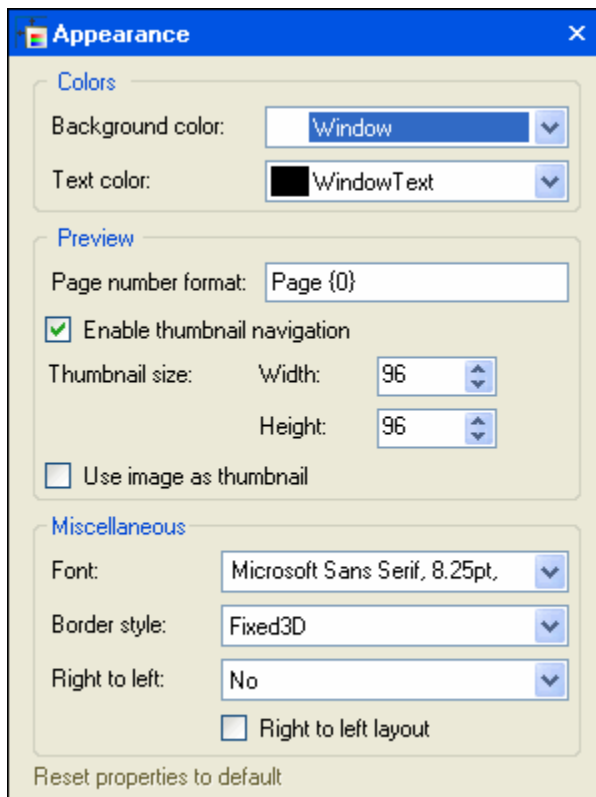 Appearance
Colors
Background color: Window
Text color: WindowText
Preview
Page number format: Page {0}
Enable thumbnail navigation
Thumbnail size: Width: 96
Height: 96
Use image as thumbnail
Miscellaneous
Font: Microsoft Sans Serif, 8.25pt,
Border style: Fixed3D
Right to left: No
Right to left layout
Reset properties to default